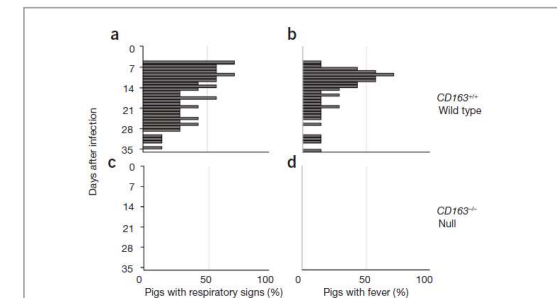 a
b
0
7
14
21
28
35
CD163+/+
Wild type
Days after infection
c
d
0
7
14
21
28
35
CD163–/–
Null
0 50 100
Pigs with respiratory signs (%)
0 50 100
Pigs with fever (%)